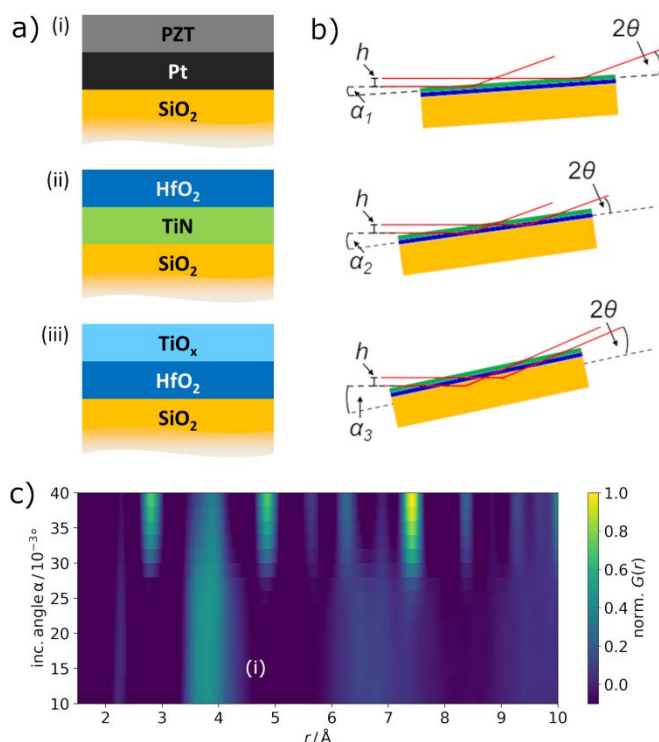 a) (i)
PZT
Pt
SiO₂
(ii)
HfO₂
TiN
SiO₂
(iii)
TiOₓ
HfO₂
SiO₂
b)
2θ
h
α₁
2θ
h
α₂
2θ
h
α₃
c)
inc. angle α / 10⁻³°
40
35
30
25
20
15
10
(i)
2 3 4 5 6 7 8 9 10
r / Å
1.0
0.8
0.6
0.4
0.2
0.0
norm. G(r)